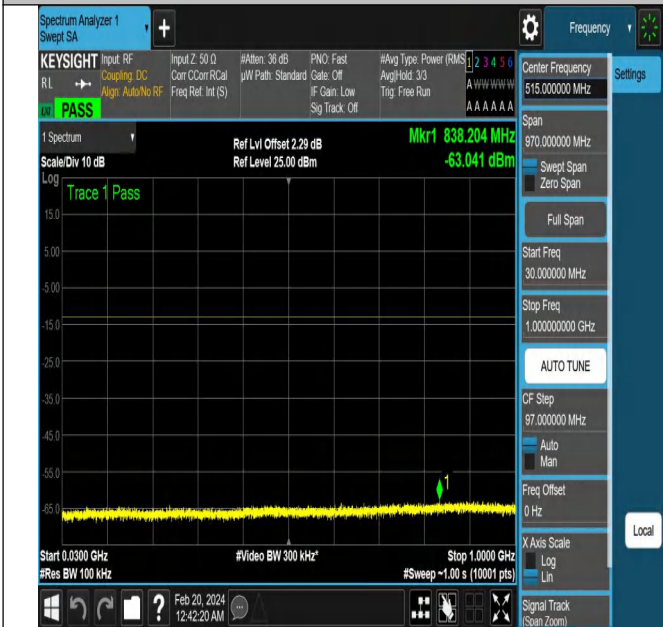 Spectrum Analyzer 1
Swept SA
+
Frequency
KEYSIGHT
RL
PASS
Input: RF
Coupling: DC
Align: Auto/No RF
Input Z: 50 Ω
Corr CCorr RCal
Freq Ref: Int (S)
#Atten: 36 dB
µW Path: Standard
PNO: Fast
Gate: Off
IF Gain: Low
Sig Track: Off
#Avg Type: Power (RMS
Avg|Hold: 3/3
Trig: Free Run
1 2 3 4 5 6
A W W W W W
A A A A A A
Center Frequency
515.000000 MHz
Settings
1 Spectrum
Scale/Div 10 dB
Log
Ref Lvl Offset 2.29 dB
Ref Level 25.00 dBm
Mkr1 838.204 MHz
-63.041 dBm
Trace 1 Pass
15.0
5.00
-5.00
-15.0
-25.0
-35.0
-45.0
-55.0
-65.0
1
Start 0.0300 GHz
#Res BW 100 kHz
#Video BW 300 kHz*
Stop 1.0000 GHz
#Sweep ~1.00 s (10001 pts)
Span
970.000000 MHz
Swept Span
Zero Span
Full Span
Start Freq
30.000000 MHz
Stop Freq
1.000000000 GHz
AUTO TUNE
CF Step
97.000000 MHz
Auto
Man
Freq Offset
0 Hz
X Axis Scale
Log
Lin
Local
Signal Track
(Span Zoom)
?
Feb 20, 2024
12:42:20 AM